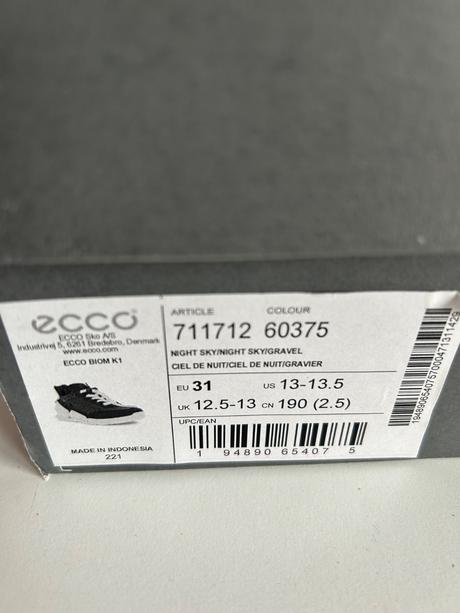 ecco
ECCO Sko A/S
Industrivej 5, 6261 Bredebro, Denmark
www.ecco.com
ECCO BIOM K1
MADE IN INDONESIA
221
ARTICLE COLOUR
711712 60375
NIGHT SKY/NIGHT SKY/GRAVEL
CIEL DE NUIT/CIEL DE NUIT/GRAVIER
EU 31 US 13-13.5
UK 12.5-13 CN 190 (2.5)
UPC/EAN
1 94890 65407 5